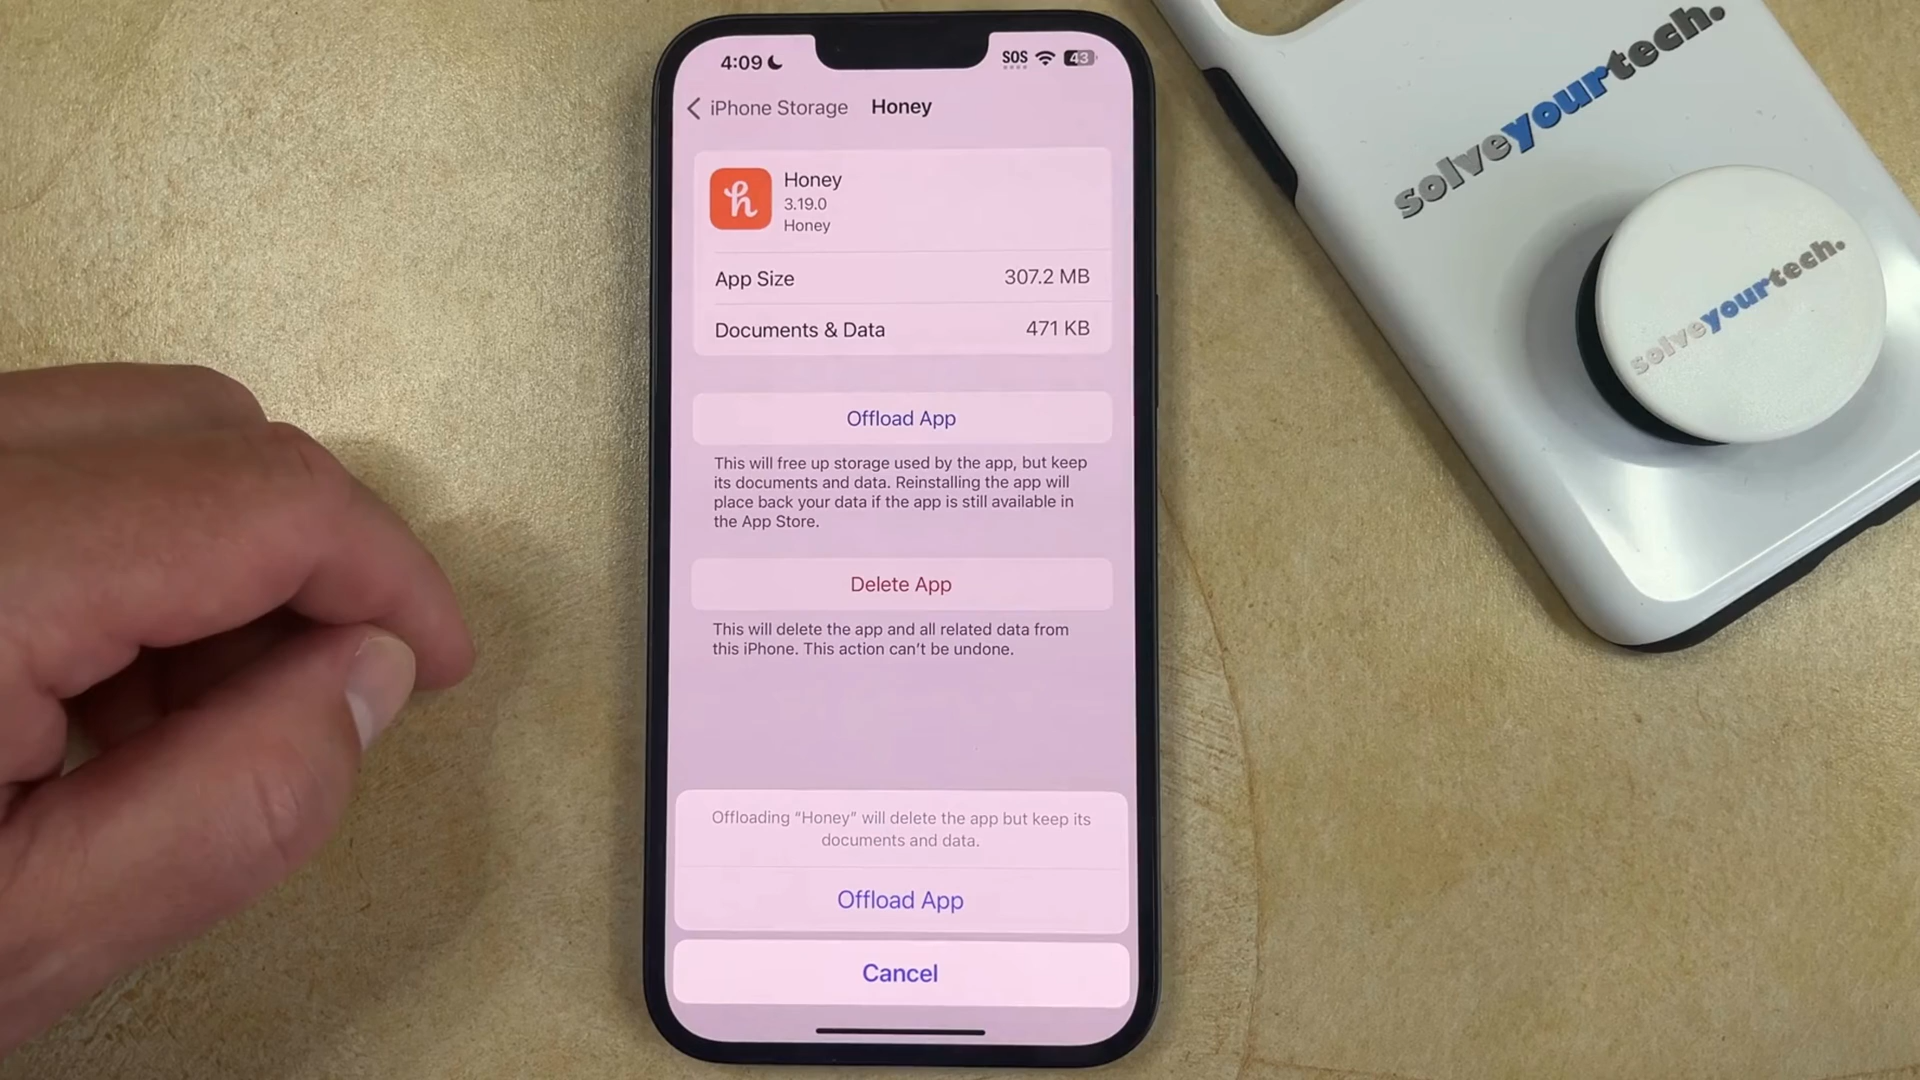 4:09
SOS
43
iPhone Storage
Honey
h
Honey
3.19.0
Honey
App Size
307.2 MB
Documents & Data
471 KB
Offload App
This will free up storage used by the app, but keep
its documents and data. Reinstalling the app will
place back your data if the app is still available in
the App Store.
Delete App
This will delete the app and all related data from
this iPhone. This action can't be undone.
Offloading “Honey” will delete the app but keep its
documents and data.
Offload App
Cancel
solveyourtech.
solveyourtech.